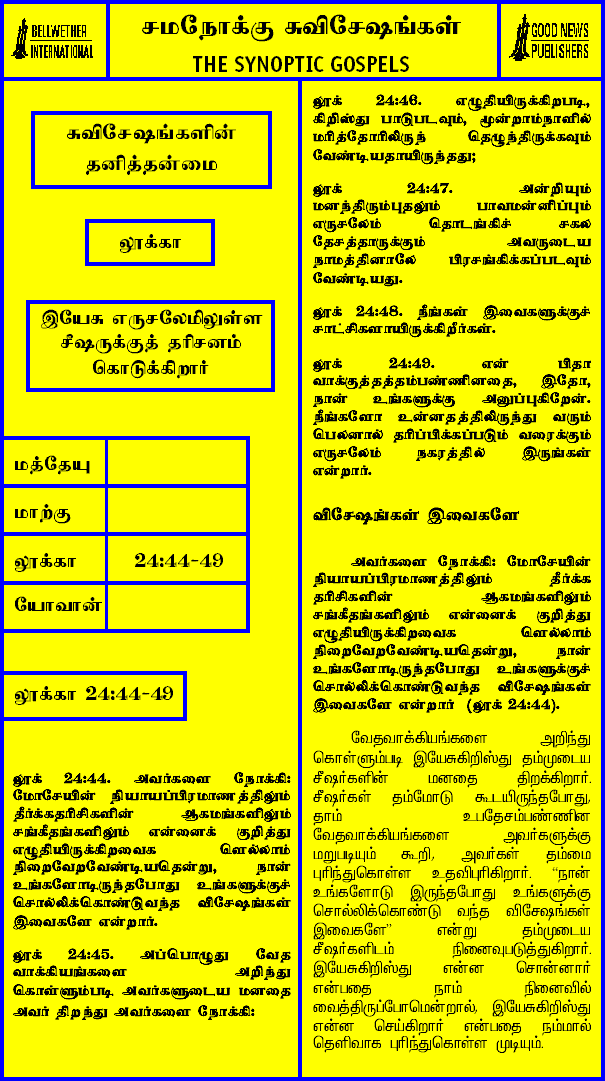 BELLWETHER
INTERNATIONAL
சமநோக்கு சுவிசேஷங்கள்
THE SYNOPTIC GOSPELS
GOOD NEWS
PUBLISHERS
சுவிசேஷங்களின்
தனித்தன்மை
லூக்கா
இயேசு எருசலேமிலுள்ள
சீஷருக்குத் தரிசனம்
கொடுக்கிறார்
மத்தேயு
மாற்கு
லூக்கா 24:44-49
யோவான்
லூக்கா 24:44-49
லூக் 24:44. அவர்களை நோக்கி:
மோசேயின் நியாயப்பிரமாணத்திலும்
தீர்க்கதரிசிகளின் ஆகமங்களிலும்
சங்கீதங்களிலும் என்னைக் குறித்து
எழுதியிருக்கிறவைக ளெல்லாம்
நிறைவேறவேண்டியதென்று, நான்
உங்களோடிருந்தபோது உங்களுக்குச்
சொல்லிக்கொண்டுவந்த விசேஷங்கள்
இவைகளே என்றார்.
லூக் 24:45. அப்பொழுது வேத
வாக்கியங்களை அறிந்து
கொள்ளும்படி அவர்களுடைய மனதை
அவர் திறந்து அவர்களை நோக்கி:
லூக் 24:46. எழுதியிருக்கிறபடி,
கிறிஸ்து பாடுபடவும், மூன்றாம்நாளில்
மரித்தோரிலிருந் தெழுந்திருக்கவும்
வேண்டியதாயிருந்தது;
லூக் 24:47. அன்றியும்
மனந்திரும்புதலும் பாவமன்னிப்பும்
எருசலேம் தொடங்கிச் சகல
தேசத்தாருக்கும் அவருடைய
நாமத்தினாலே பிரசங்கிக்கப்படவும்
வேண்டியது.
லூக் 24:48. நீங்கள் இவைகளுக்குச்
சாட்சிகளாயிருக்கிறீர்கள்.
லூக் 24:49. என் பிதா
வாக்குத்தத்தம்பண்ணினதை, இதோ,
நான் உங்களுக்கு அனுப்புகிறேன்.
நீங்களோ உன்னதத்திலிருந்து வரும்
பெலனால் தரிப்பிக்கப்படும் வரைக்கும்
எருசலேம் நகரத்தில் இருங்கள்
என்றார்.
விசேஷங்கள் இவைகளே
அவர்களை நோக்கி: மோசேயின்
நியாயப்பிரமாணத்திலும் தீர்க்க
தரிசிகளின் ஆகமங்களிலும்
சங்கீதங்களிலும் என்னைக் குறித்து
எழுதியிருக்கிறவைக ளெல்லாம்
நிறைவேறவேண்டியதென்று, நான்
உங்களோடிருந்தபோது உங்களுக்குச்
சொல்லிக்கொண்டுவந்த விசேஷங்கள்
இவைகளே என்றார் (லூக் 24:44).
வேதவாக்கியங்களை அறிந்து
கொள்ளும்படி இயேசுகிறிஸ்து தம்முடைய
சீஷர்களின் மனதை திறக்கிறார்.
சீஷர்கள் தம்மோடு கூடயிருந்தபோது,
தாம் உபதேசம்பண்ணின
வேதவாக்கியங்களை அவர்களுக்கு
மறுபடியும் கூறி, அவர்கள் தம்மை
புரிந்துகொள்ள உதவிபுரிகிறார். "நான்
உங்களோடு இருந்தபோது உங்களுக்கு
சொல்லிக்கொண்டு வந்த விசேஷங்கள்
இவைகளே" என்று தம்முடைய
சீஷர்களிடம் நினைவுபடுத்துகிறார்.
இயேசுகிறிஸ்து என்ன சொன்னார்
என்பதை நாம் நினைவில்
வைத்திருப்போமென்றால், இயேசுகிறிஸ்து
என்ன செய்கிறார் என்பதை நம்மால்
தெளிவாக புரிந்துகொள்ள முடியும்.